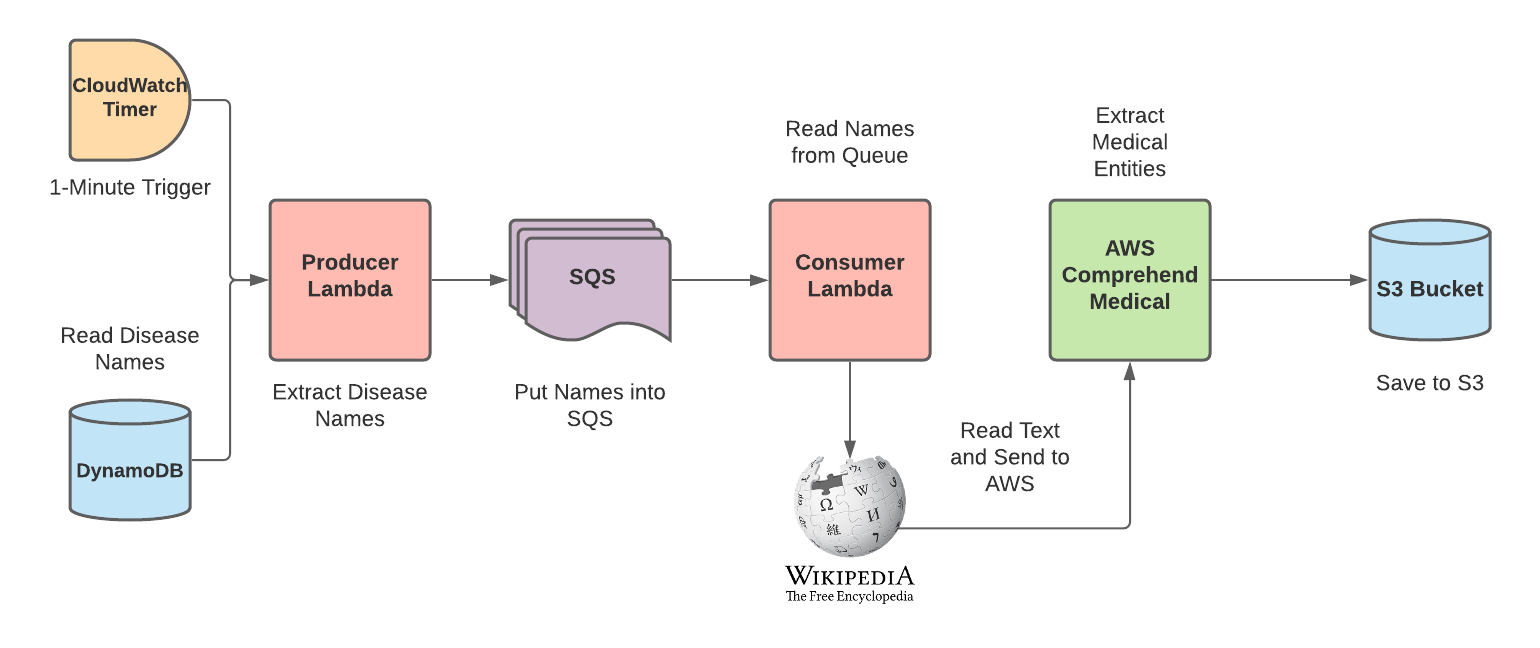 CloudWatch
Timer
1-Minute Trigger
Read Disease
Names
DynamoDB
Producer
Lambda
Extract Disease
Names
SQS
Put Names into
SQS
Read Names
from Queue
Consumer
Lambda
Ω
W
И
維
WIKIPEDIA
The Free Encyclopedia
Read Text
and Send to
AWS
Extract
Medical
Entities
AWS
Comprehend
Medical
S3 Bucket
Save to S3